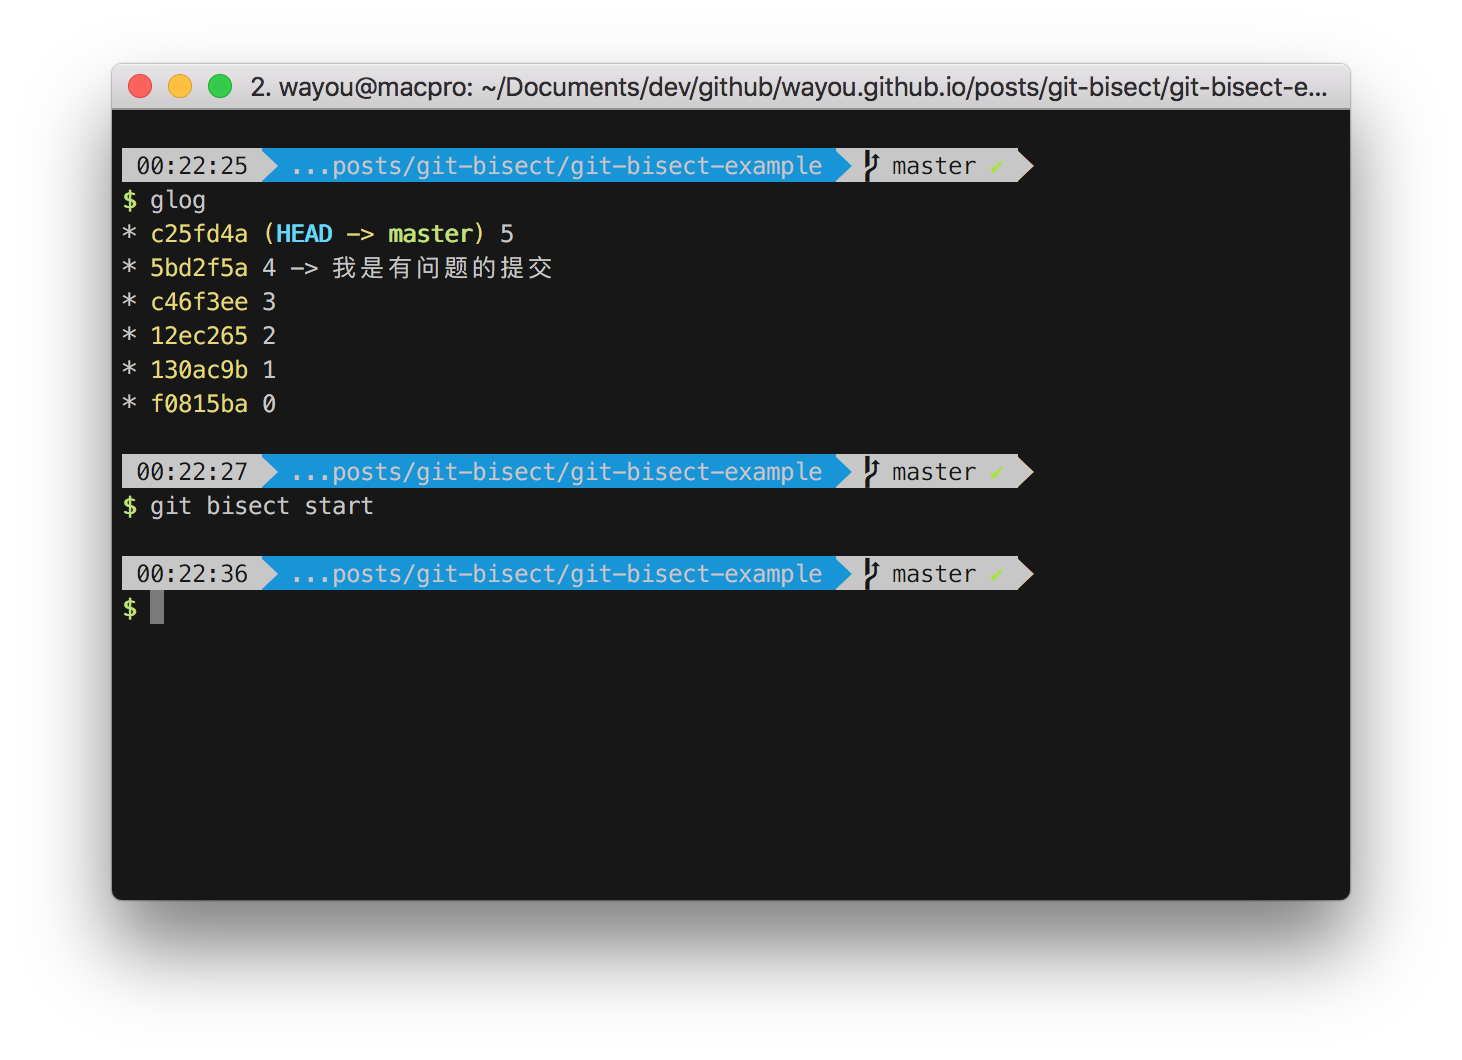 2. wayou@macpro: ~/Documents/dev/github/wayou.github.io/posts/git-bisect/git-bisect-e...
00:22:25 ...posts/git-bisect/git-bisect-example master ✔
$ glog
* c25fd4a (HEAD -> master) 5
* 5bd2f5a 4 -> 我是有问题的提交
* c46f3ee 3
* 12ec265 2
* 130ac9b 1
* f0815ba 0
00:22:27 ...posts/git-bisect/git-bisect-example master ✔
$ git bisect start
00:22:36 ...posts/git-bisect/git-bisect-example master ✔
$